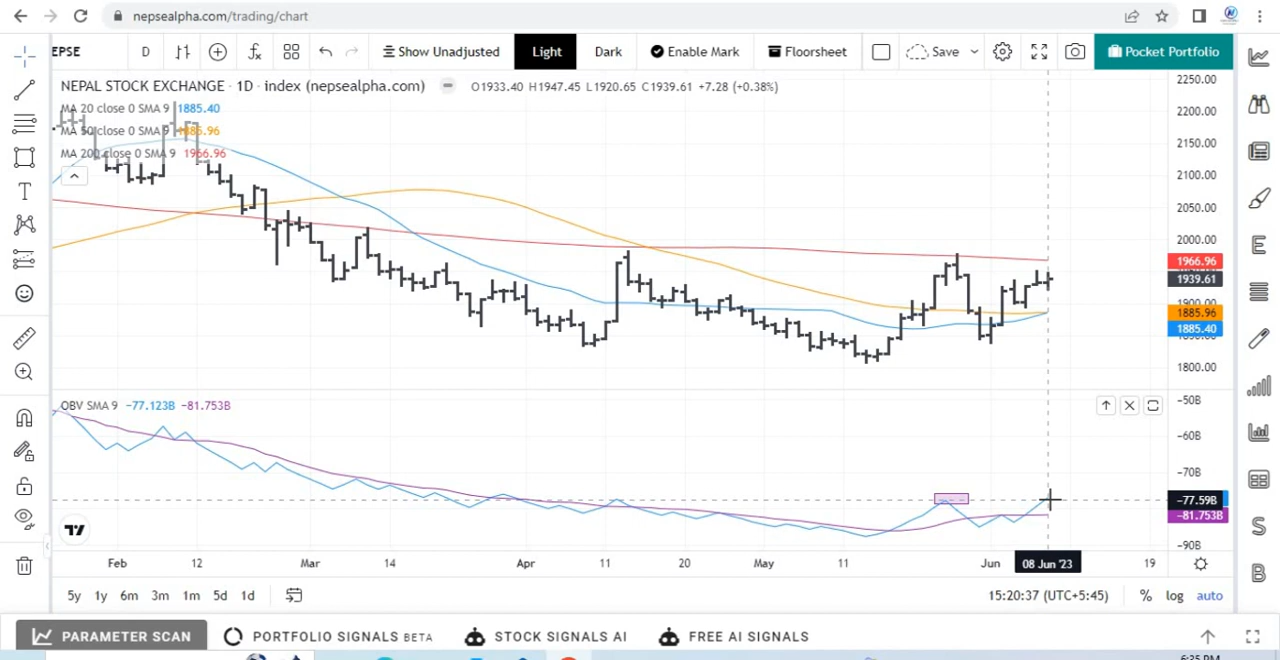 nepsealpha.com/trading/chart
EPSE D Show Unadjusted Light Dark Enable Mark Floorsheet Save Pocket Portfolio
NEPAL STOCK EXCHANGE · 1D · index (nepsealpha.com) O1933.40 H1947.45 L1920.65 C1939.61 +7.28 (+0.38%)
MA 20 close 0 SMA 9 1885.40
MA 50 close 0 SMA 9 1885.96
MA 200 close 0 SMA 9 1966.96
2250.00
2200.00
2150.00
2100.00
2050.00
2000.00
1966.96
1939.61
1900.00
1885.96
1885.40
1800.00
OBV SMA 9 −77.123B −81.753B
−50B
−60B
−70B
−77.59B
−81.753B
−90B
Feb 12 Mar 14 Apr 11 20 May 11 Jun 08 Jun '23 19
5y 1y 6m 3m 1m 5d 1d 15:20:37 (UTC+5:45) % log auto
PARAMETER SCAN PORTFOLIO SIGNALS BETA STOCK SIGNALS AI FREE AI SIGNALS